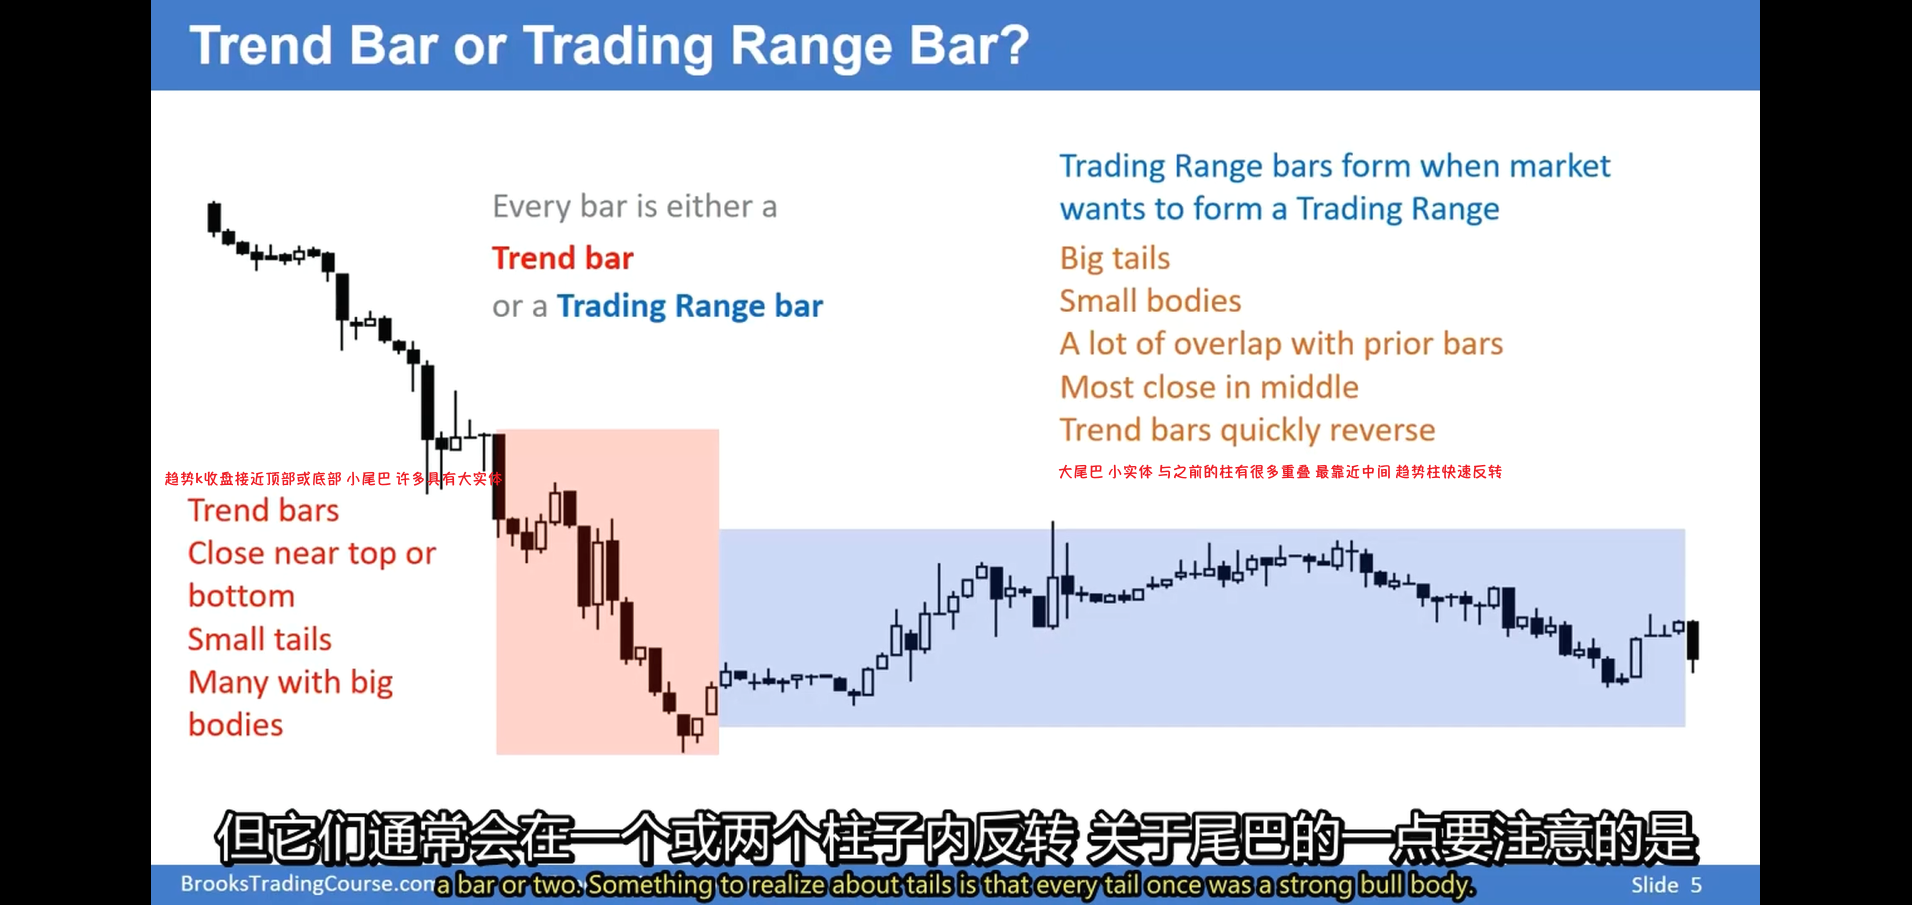 Trend Bar or Trading Range Bar?
Every bar is either a
Trend bar
or a Trading Range bar
Trading Range bars form when market
wants to form a Trading Range
Big tails
Small bodies
A lot of overlap with prior bars
Most close in middle
Trend bars quickly reverse
大尾巴 小实体 与之前的柱有很多重叠 最靠近中间 趋势柱快速反转
趋势k收盘接近顶部或底部 小尾巴 许多具有大实体
Trend bars
Close near top or
bottom
Small tails
Many with big
bodies
但它们通常会在一个或两个柱子内反转 关于尾巴的一点要注意的是
BrooksTradingCourse.com
a bar or two. Something to realize about tails is that every tail once was a strong bull body.
Slide 5